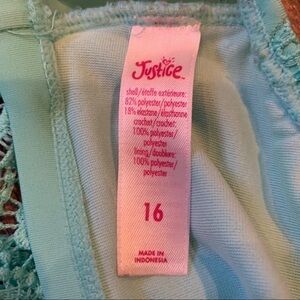 Justice
shell/étoffe extérieure:
82% polyester/polyester
18% elastane/élasthanne
crochet/crochet:
100% polyester/
polyester
lining/doublure:
100% polyester/
polyester
16
MADE IN
INDONESIA